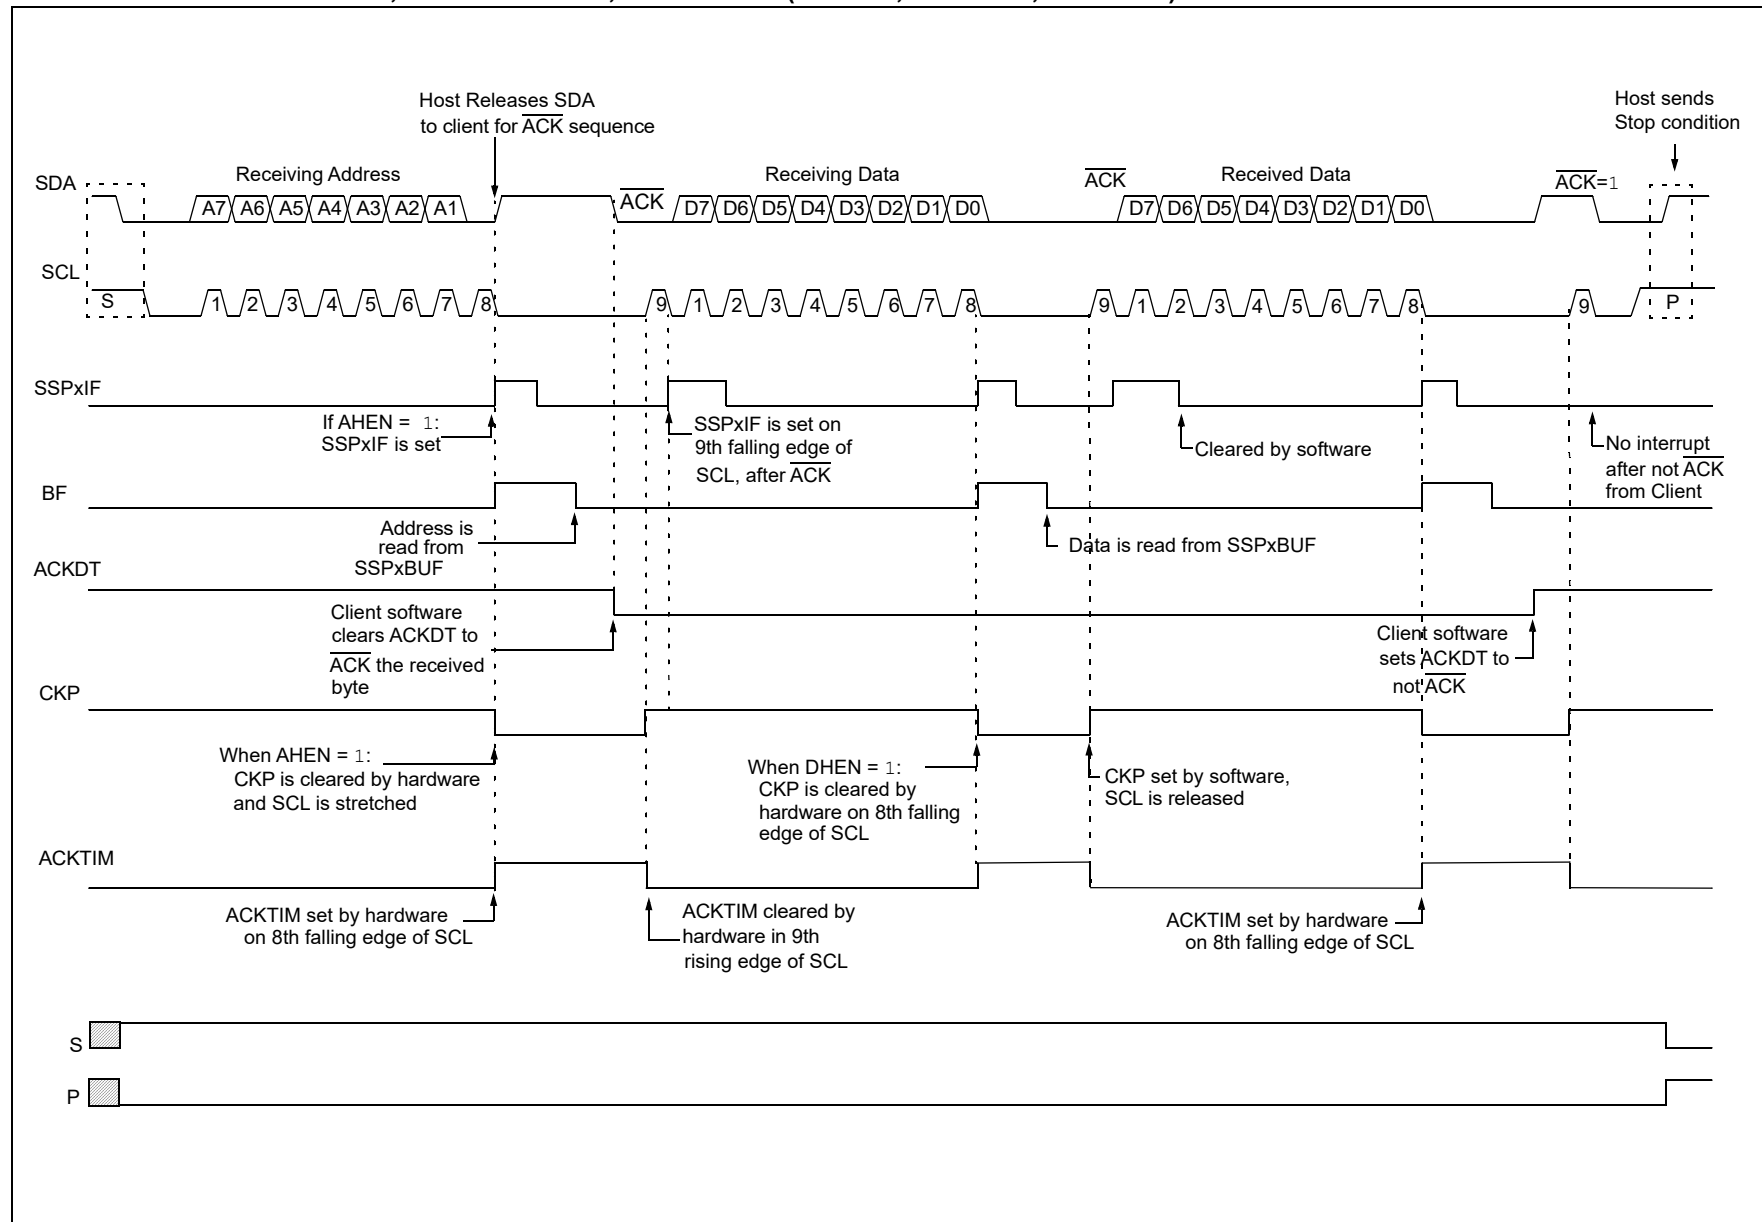 Host Releases SDA
to client for ACK sequence
Host sends
Stop condition
SDA
Receiving Address
ACK
Receiving Data
ACK
Received Data
ACK=1
A7 A6 A5 A4 A3 A2 A1
D7 D6 D5 D4 D3 D2 D1 D0
D7 D6 D5 D4 D3 D2 D1 D0
SCL
S
1 2 3 4 5 6 7 8 9 1 2 3 4 5 6 7 8 9 1 2 3 4 5 6 7 8 9
P
SSPxIF
If AHEN = 1:
SSPxIF is set
SSPxIF is set on
9th falling edge of
SCL, after ACK
Cleared by software
No interrupt
after not ACK
from Client
BF
Address is
read from
SSPxBUF
Data is read from SSPxBUF
ACKDT
Client software
clears ACKDT to
ACK the received
byte
Client software
sets ACKDT to
not ACK
CKP
When AHEN = 1:
CKP is cleared by hardware
and SCL is stretched
When DHEN = 1:
CKP is cleared by
hardware on 8th falling
edge of SCL
CKP set by software,
SCL is released
ACKTIM
ACKTIM set by hardware
on 8th falling edge of SCL
ACKTIM cleared by
hardware in 9th
rising edge of SCL
ACKTIM set by hardware
on 8th falling edge of SCL
S
P